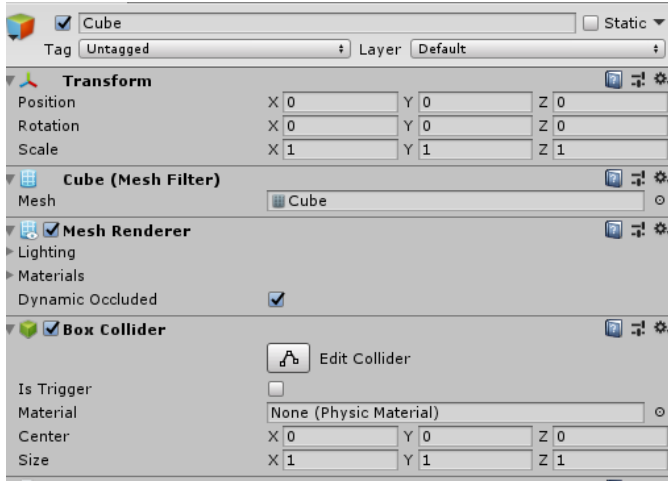 Cube Static
Tag Untagged Layer Default
Transform
Position X 0 Y 0 Z 0
Rotation X 0 Y 0 Z 0
Scale X 1 Y 1 Z 1
Cube (Mesh Filter)
Mesh Cube
Mesh Renderer
Lighting
Materials
Dynamic Occluded
Box Collider
Edit Collider
Is Trigger
Material None (Physic Material)
Center X 0 Y 0 Z 0
Size X 1 Y 1 Z 1